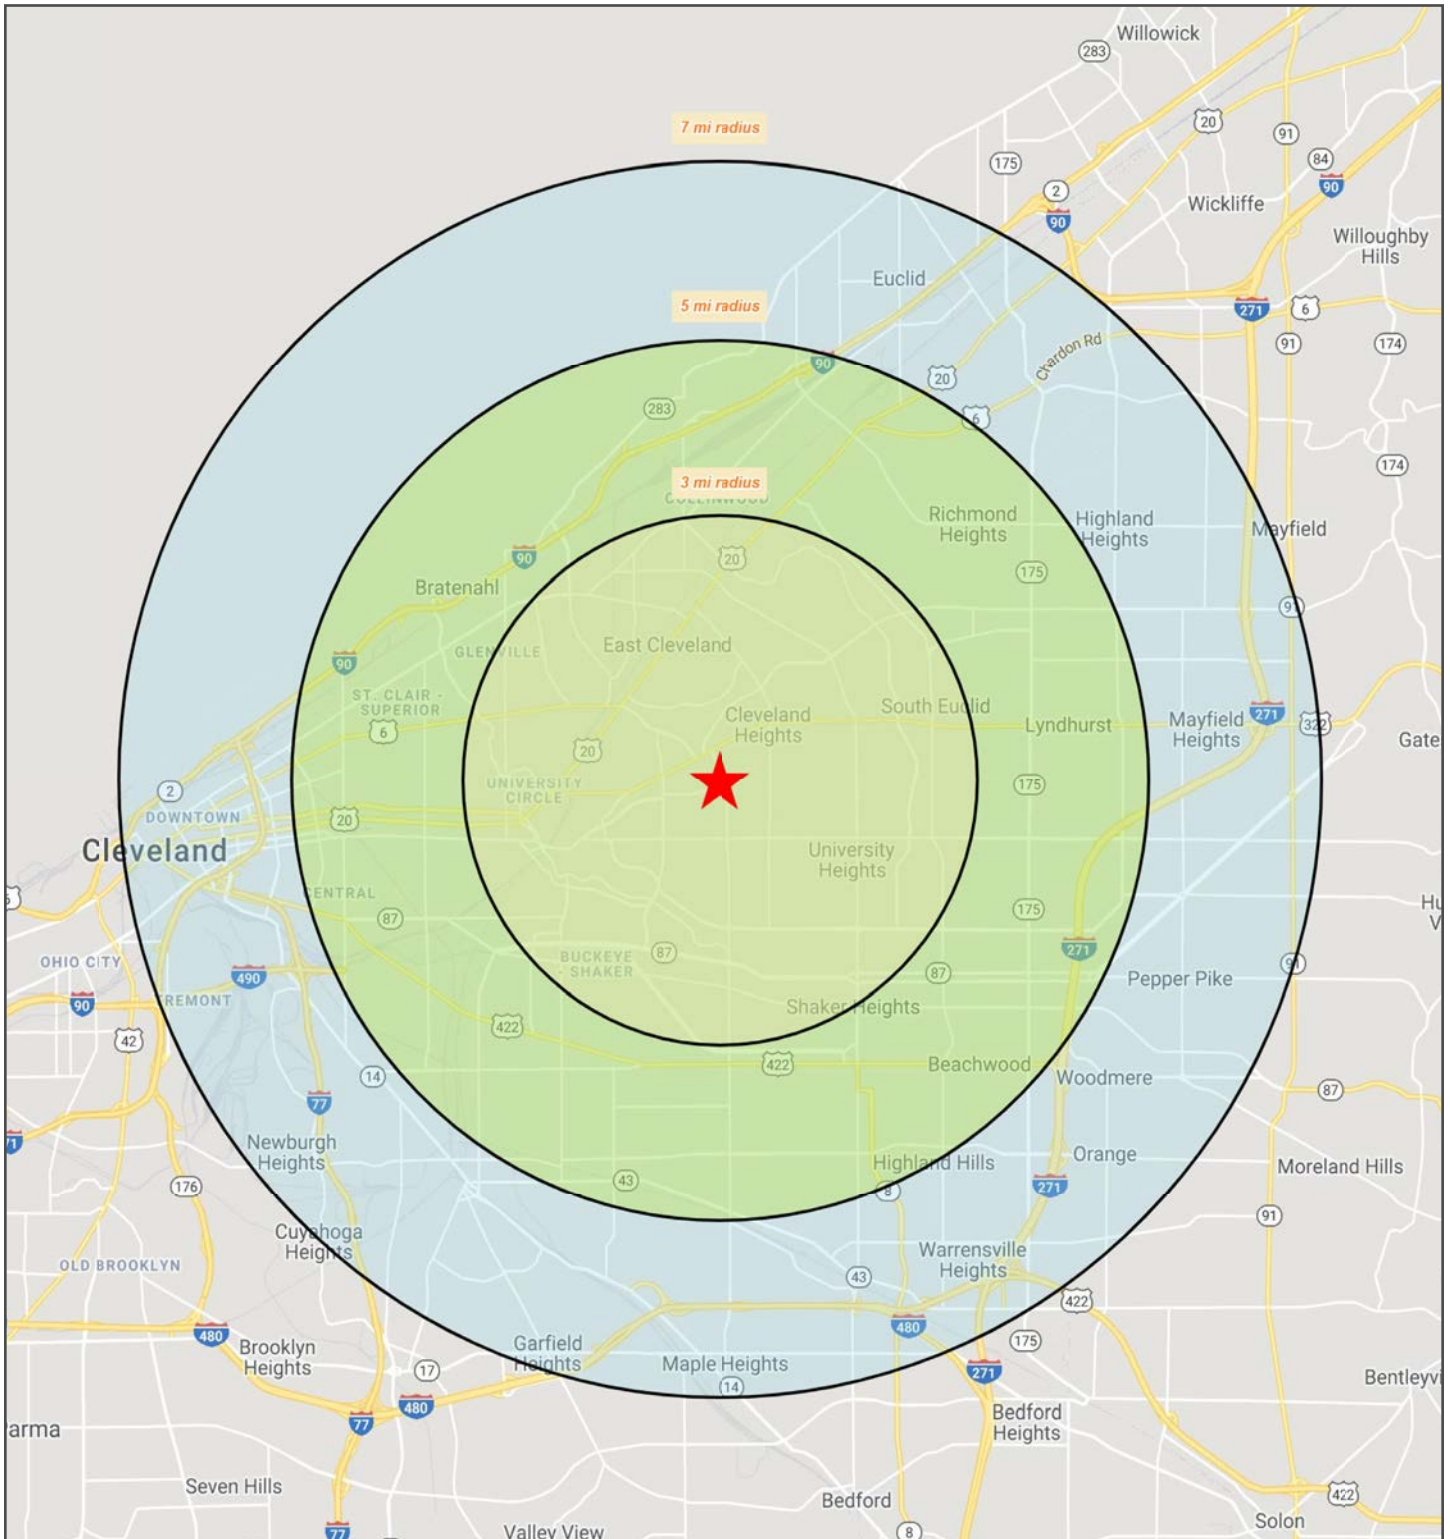 Willowick
283
20
7 mi radius
91
84
175
90
2
90
Wickliffe
Willoughby
Hills
Euclid
5 mi radius
271
6
91
174
Chardon Rd
90
20
283
6
174
3 mi radius
COLLINWOOD
Richmond
Heights
Highland
Heights
Mayfield
90
20
175
Bratenahl
91
East Cleveland
GLENVILLE
90
ST. CLAIR -
SUPERIOR
South Euclid
Cleveland
Heights
Lyndhurst
Mayfield
Heights
271
322
6
20
Gate
UNIVERSITY
CIRCLE
175
2
DOWNTOWN
20
Cleveland
University
Heights
CENTRAL
87
175
Hu
V
271
BUCKEYE
- SHAKER
87
OHIO CITY
490
87
91
Pepper Pike
90
TREMONT
Shaker Heights
422
42
422
Beachwood
14
Woodmere
87
77
71
Newburgh
Heights
Orange
Highland Hills
Moreland Hills
43
176
8
271
91
Cuyahoga
Heights
Warrensville
Heights
OLD BROOKLYN
43
422
480
480
175
Brooklyn
Heights
Garfield
Heights
Maple Heights
17
271
14
Bentleyvi
480
77
Bedford
Heights
arma
Seven Hills
Bedford
422
Solon
77
Valley View
8